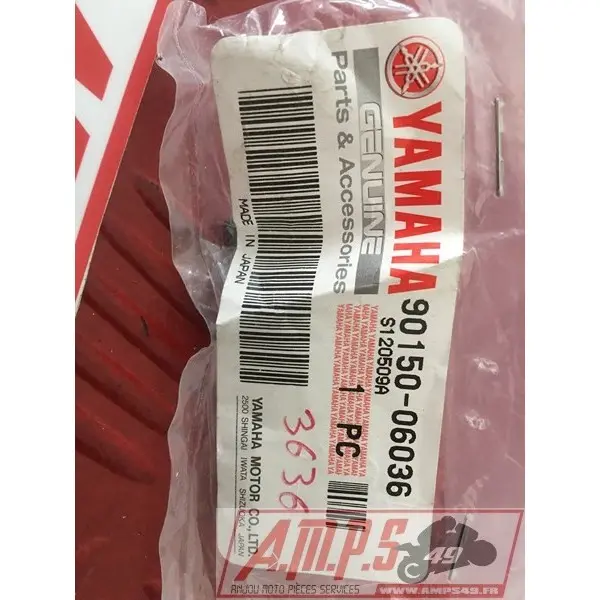 YAMAHA
GENUINE
Parts & Accessories
90150-06036
S120509A
1 PC
MADE IN JAPAN
YAMAHA MOTOR CO., LTD.
2500 SHINGAI IWATA SHIZUOKA JAPAN
3636
A.M.P.S 49
ANJOU MOTO PIÈCES SERVICES
WWW.AMPS49.FR